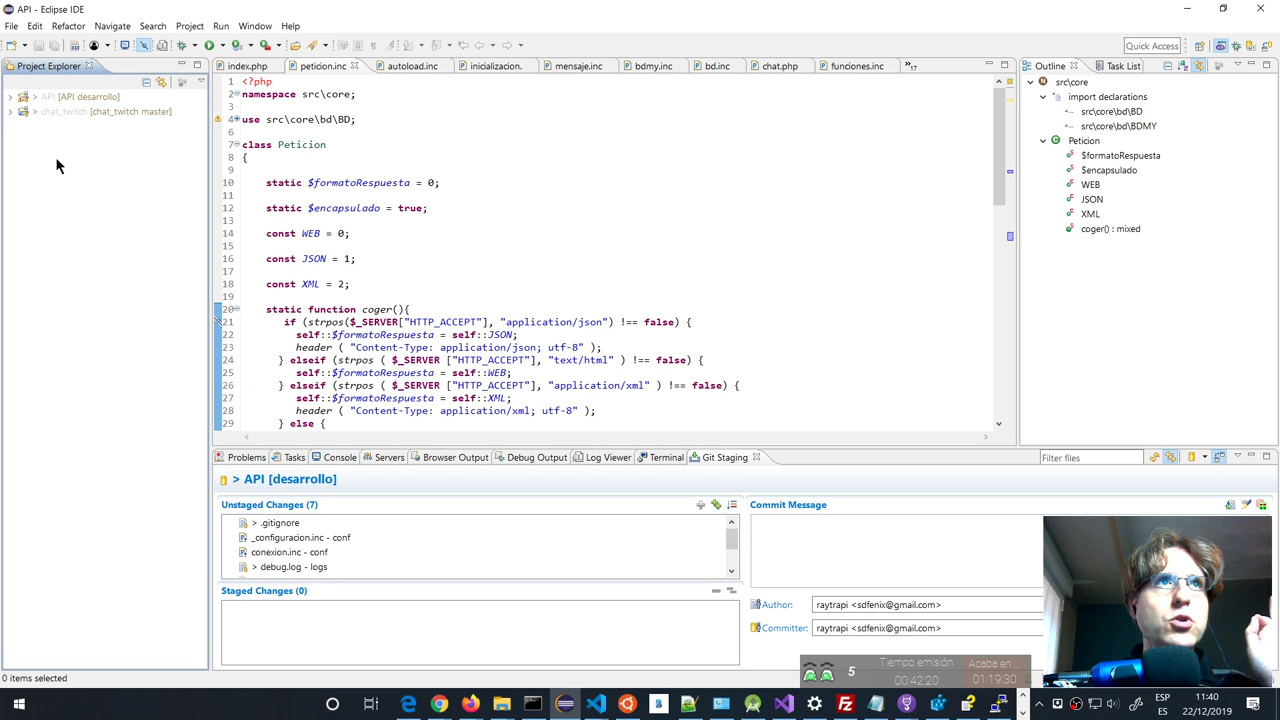 API - Eclipse IDE
File Edit Refactor Navigate Search Project Run Window Help
Quick Access
Project Explorer
> API [API desarrollo]
> chat_twitch [chat_twitch master]
index.php peticion.inc autoload.inc inicializacion. mensaje.inc bdmy.inc bd.inc chat.php funciones.inc »17
1 <?php
2 namespace src\core;
3
4 use src\core\bd\BD;
6
7 class Peticion
8 {
9
10 static $formatoRespuesta = 0;
11
12 static $encapsulado = true;
13
14 const WEB = 0;
15
16 const JSON = 1;
17
18 const XML = 2;
19
20 static function coger(){
21 if (strpos($_SERVER["HTTP_ACCEPT"], "application/json") !== false) {
22 self::$formatoRespuesta = self::JSON;
23 header ( "Content-Type: application/json; utf-8" );
24 } elseif (strpos ( $_SERVER ["HTTP_ACCEPT"], "text/html" ) !== false) {
25 self::$formatoRespuesta = self::WEB;
26 } elseif (strpos ( $_SERVER ["HTTP_ACCEPT"], "application/xml" ) !== false) {
27 self::$formatoRespuesta = self::XML;
28 header ( "Content-Type: application/xml; utf-8" );
29 } else {
Outline Task List
src\core
import declarations
src\core\bd\BD
src\core\bd\BDMY
Peticion
$formatoRespuesta
$encapsulado
WEB
JSON
XML
coger() : mixed
Problems Tasks Console Servers Browser Output Debug Output Log Viewer Terminal Git Staging
Filter files
> API [desarrollo]
Unstaged Changes (7)
> .gitignore
_configuracion.inc - conf
conexion.inc - conf
> debug.log - logs
Staged Changes (0)
Commit Message
Author: raytrapi <sdfenix@gmail.com>
Committer: raytrapi <sdfenix@gmail.com>
0 items selected
5
Tiempo emisión
00:42:20
Acaba en ...
01:19:30
ESP
ES
11:40
22/12/2019